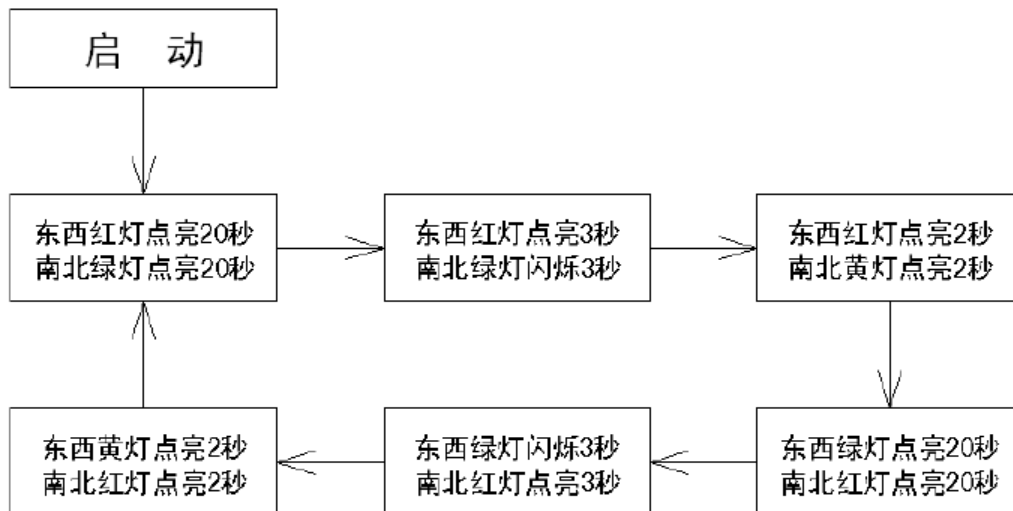 启 动
东西红灯点亮20秒
南北绿灯点亮20秒
东西红灯点亮3秒
南北绿灯闪烁3秒
东西红灯点亮2秒
南北黄灯点亮2秒
东西黄灯点亮2秒
南北红灯点亮2秒
东西绿灯闪烁3秒
南北红灯点亮3秒
东西绿灯点亮20秒
南北红灯点亮20秒